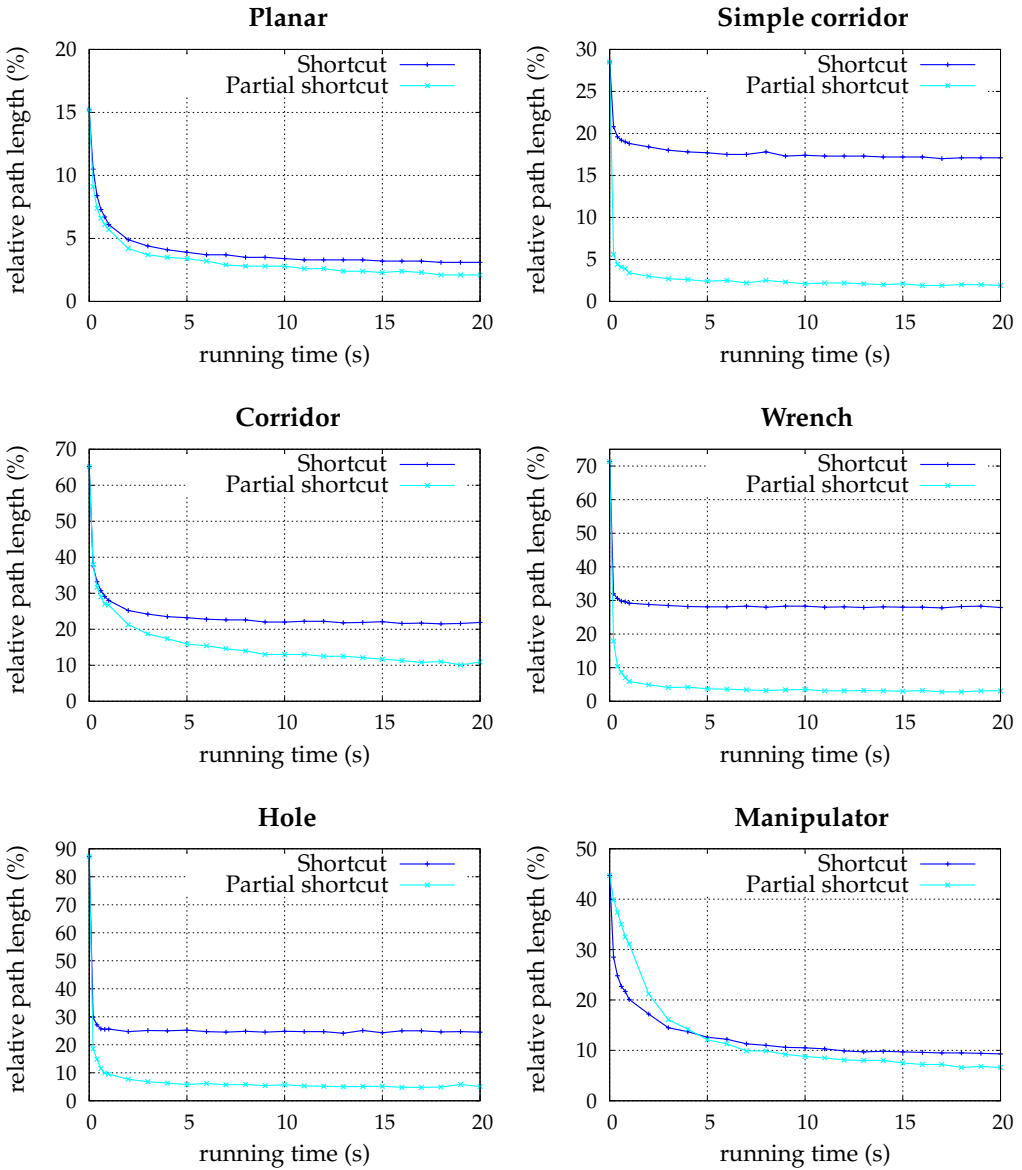 Planar
relative path length (%)
20
15
10
5
0
Shortcut
Partial shortcut
0 5 10 15 20
running time (s)
Simple corridor
relative path length (%)
30
25
20
15
10
5
0
Shortcut
Partial shortcut
0 5 10 15 20
running time (s)
Corridor
relative path length (%)
70
60
50
40
30
20
10
0
Shortcut
Partial shortcut
0 5 10 15 20
running time (s)
Wrench
relative path length (%)
70
60
50
40
30
20
10
0
Shortcut
Partial shortcut
0 5 10 15 20
running time (s)
Hole
relative path length (%)
90
80
70
60
50
40
30
20
10
0
Shortcut
Partial shortcut
0 5 10 15 20
running time (s)
Manipulator
relative path length (%)
50
40
30
20
10
0
Shortcut
Partial shortcut
0 5 10 15 20
running time (s)